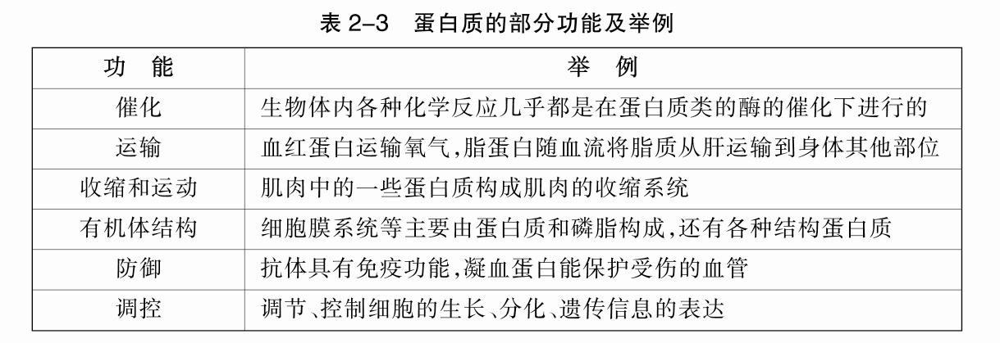 表 2–3 蛋白质的部分功能及举例
功 能 举 例
催化 生物体内各种化学反应几乎都是在蛋白质类的酶的催化下进行的
运输 血红蛋白运输氧气,脂蛋白随血流将脂质从肝运输到身体其他部位
收缩和运动 肌肉中的一些蛋白质构成肌肉的收缩系统
有机体结构 细胞膜系统等主要由蛋白质和磷脂构成,还有各种结构蛋白质
防御 抗体具有免疫功能,凝血蛋白能保护受伤的血管
调控 调节、控制细胞的生长、分化、遗传信息的表达